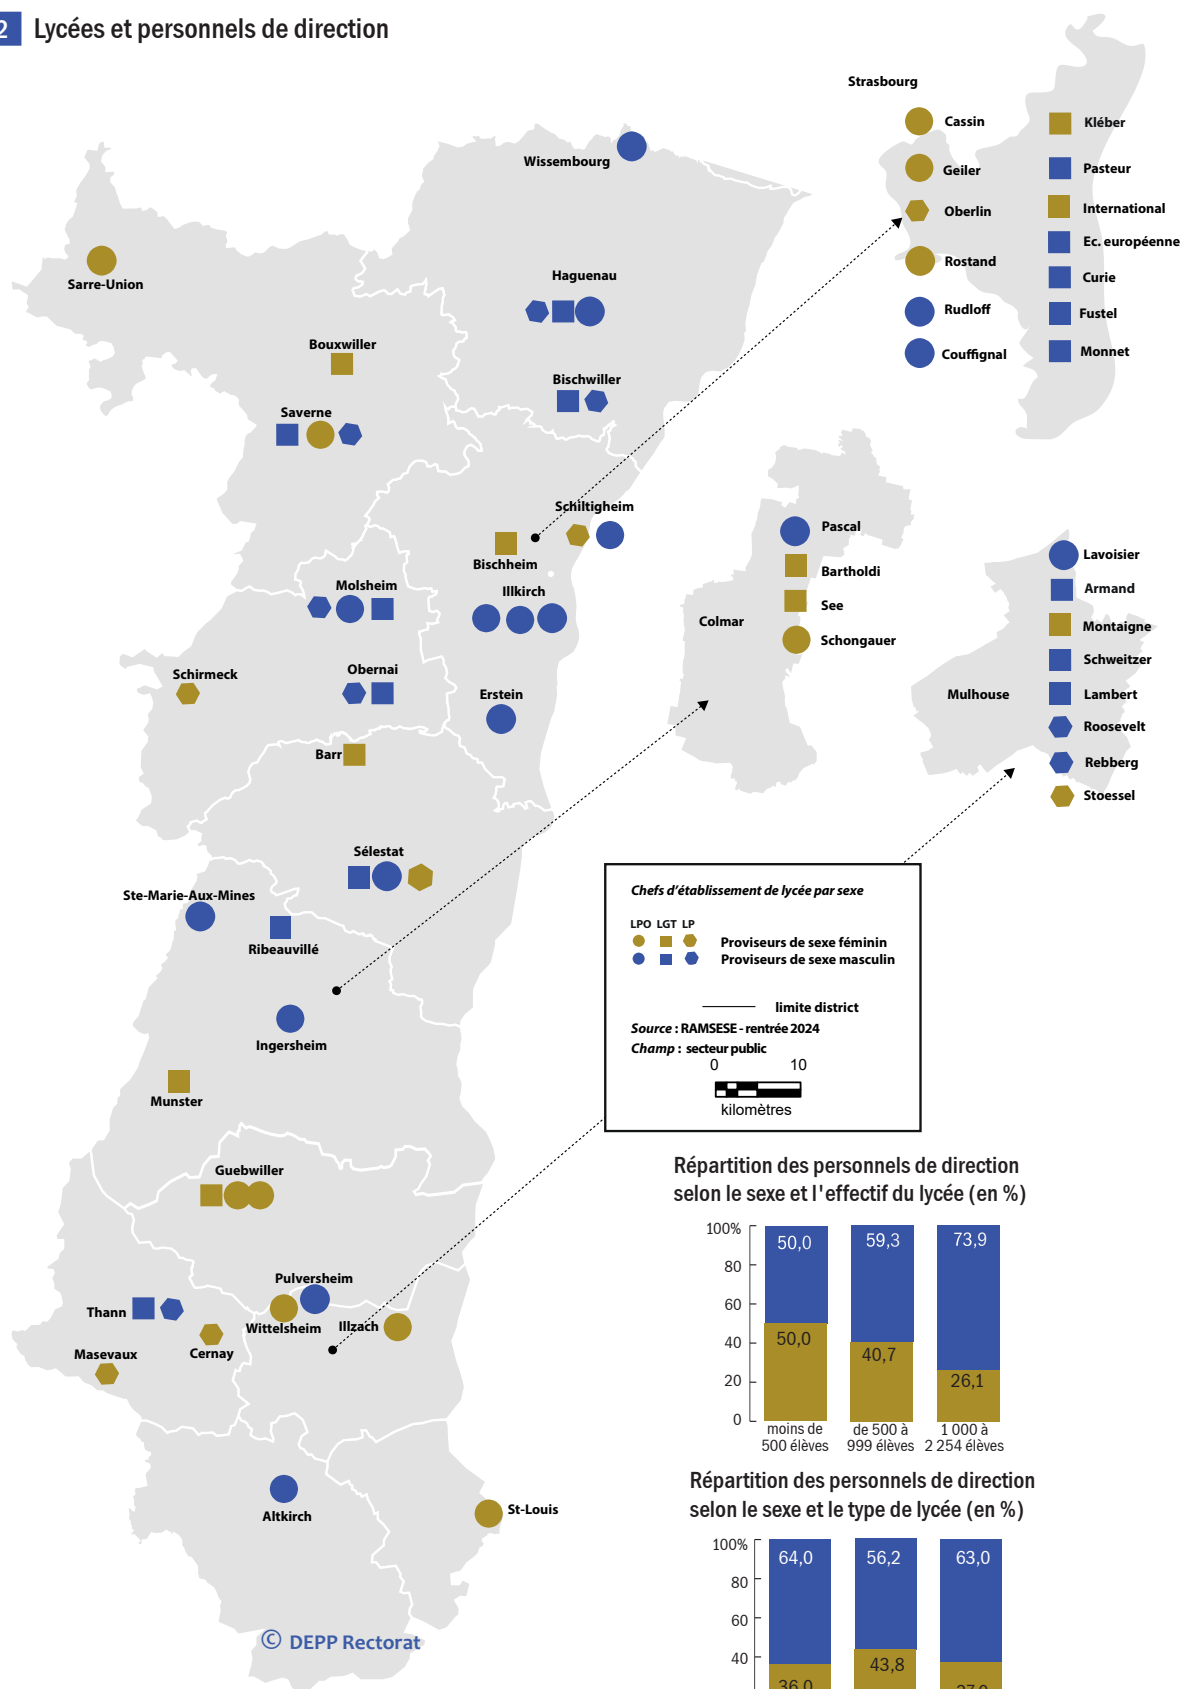 2 Lycées et personnels de direction
Strasbourg
Cassin
Geiler
Oberlin
Rostand
Rudloff
Couffignal
Kléber
Pasteur
International
Ec. européenne
Curie
Fustel
Monnet
Wissembourg
Sarre-Union
Haguenau
Bouxwiller
Bischwiller
Saverne
Schiltigheim
Bischheim
Molsheim
Illkirch
Schirmeck
Obernai
Erstein
Barr
Sélestat
Ste-Marie-Aux-Mines
Ribeauvillé
Ingersheim
Munster
Guebwiller
Pulversheim
Thann
Wittelsheim
Illzach
Cernay
Masevaux
Altkirch
St-Louis
© DEPP Rectorat
Colmar
Pascal
Bartholdi
See
Schongauer
Mulhouse
Lavoisier
Armand
Montaigne
Schweitzer
Lambert
Roosevelt
Rebberg
Stoessel
Chefs d'établissement de lycée par sexe
LPO LGT LP
Proviseurs de sexe féminin
Proviseurs de sexe masculin
limite district
Source : RAMSESE - rentrée 2024
Champ : secteur public
0 10
kilomètres
Répartition des personnels de direction
selon le sexe et l'effectif du lycée (en %)
100%
80
60
40
20
0
50,0 59,3 73,9
50,0 40,7 26,1
moins de
500 élèves
de 500 à
999 élèves
1 000 à
2 254 élèves
Répartition des personnels de direction
selon le sexe et le type de lycée (en %)
100%
80
60
40
64,0 56,2 63,0
36,0 43,8